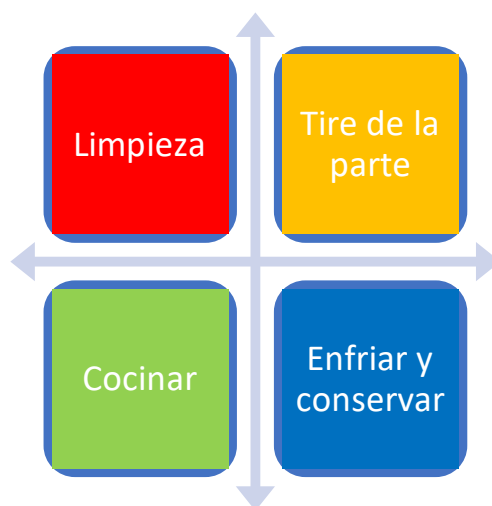 Limpieza
Tire de la
parte
Cocinar
Enfriar y
conservar